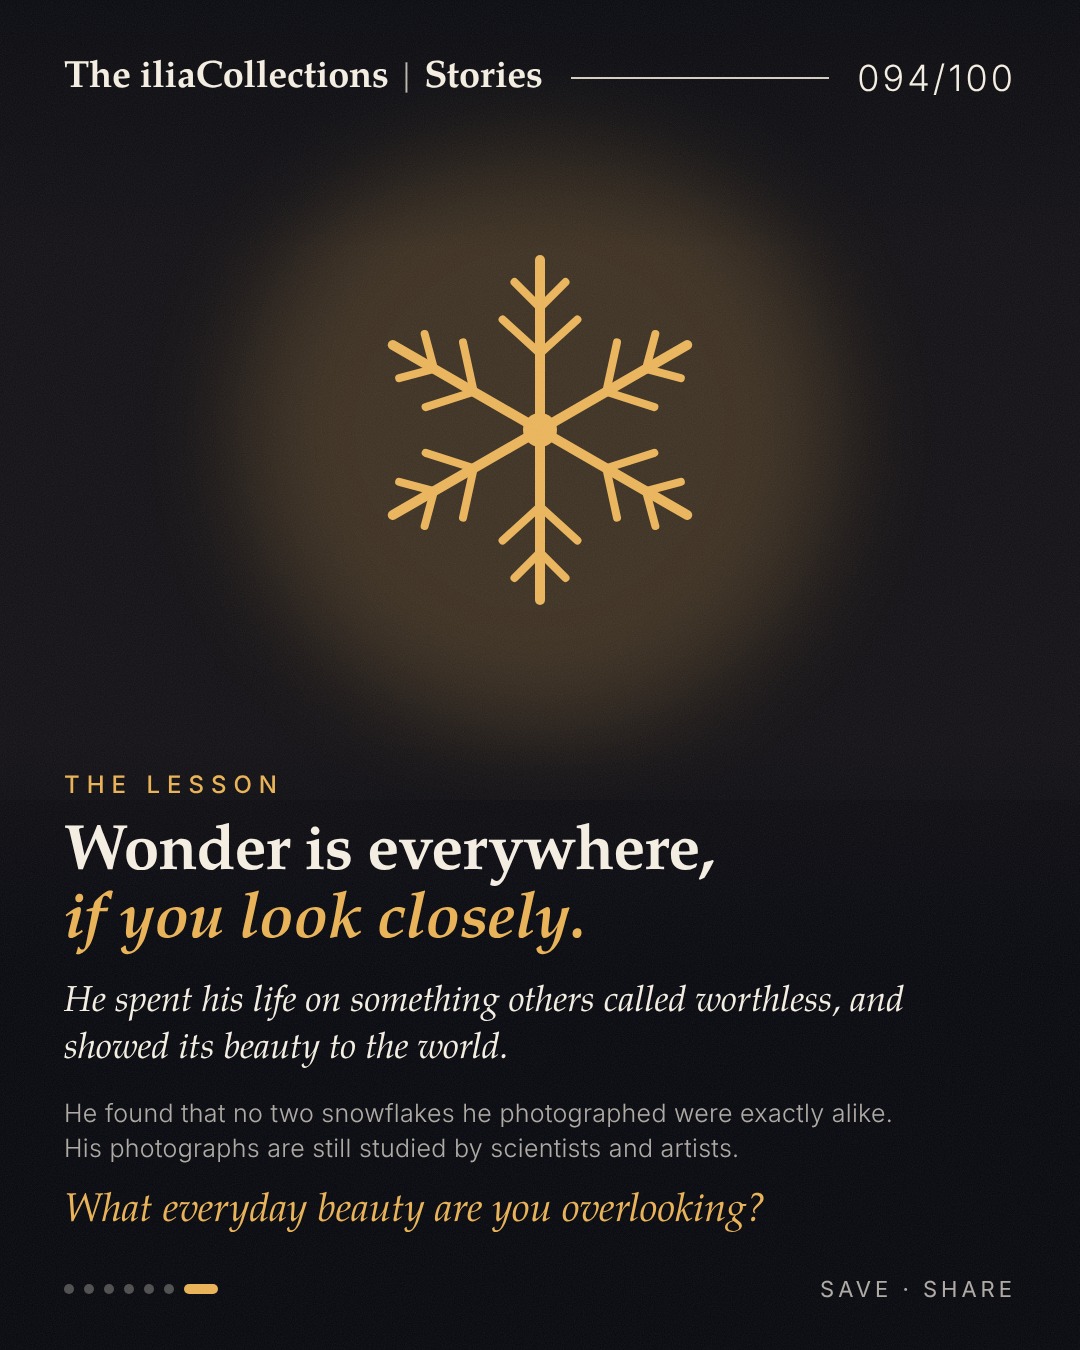 The iliaCollections | Stories
094/100
THE LESSON
Wonder is everywhere,
if you look closely.
He spent his life on something others called worthless, and
showed its beauty to the world.
He found that no two snowflakes he photographed were exactly alike.
His photographs are still studied by scientists and artists.
What everyday beauty are you overlooking?
SAVE · SHARE